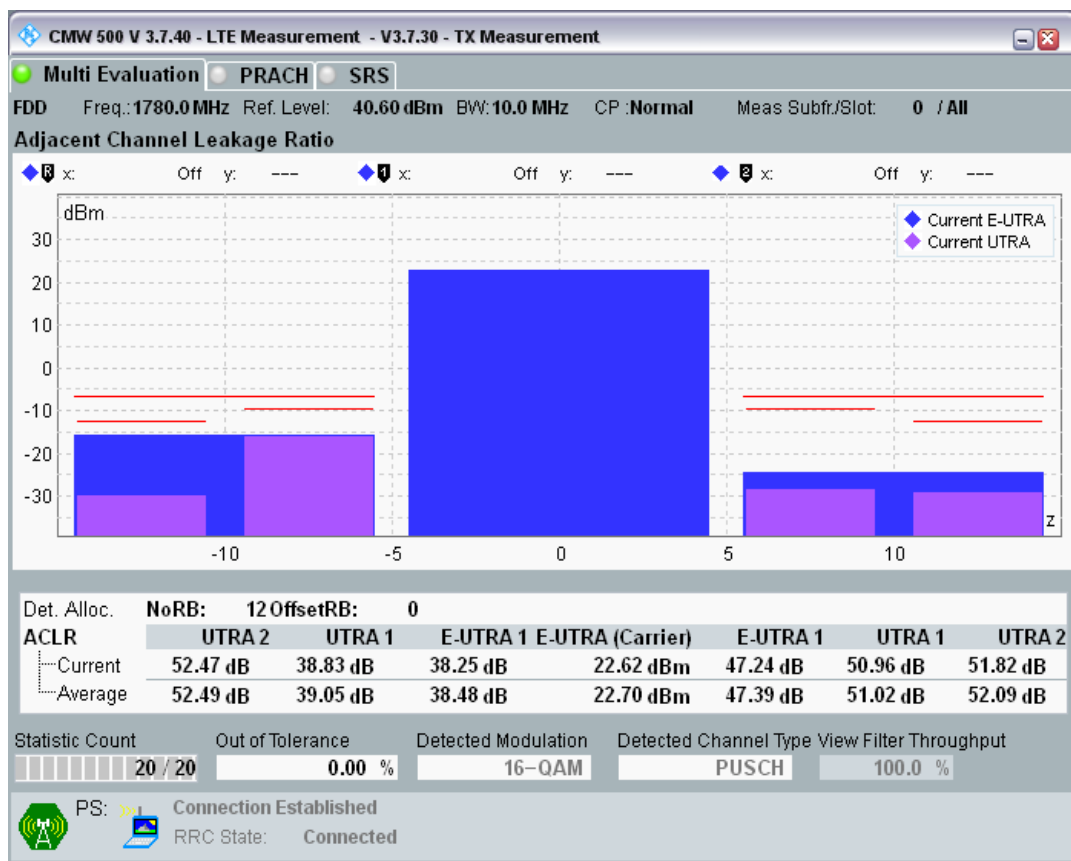 CMW 500 V 3.7.40 - LTE Measurement - V3.7.30 - TX Measurement
Multi Evaluation PRACH SRS
FDD Freq.: 1780.0 MHz Ref. Level: 40.60 dBm BW: 10.0 MHz CP :Normal Meas Subfr./Slot: 0 / All
Adjacent Channel Leakage Ratio
R x: Off y: --- 1 x: Off y: --- 2 x: Off y: ---
dBm
Current E-UTRA
Current UTRA
30
20
10
0
-10
-20
-30
z
-10 -5 0 5 10
Det. Alloc. NoRB: 12 OffsetRB: 0
ACLR UTRA 2 UTRA 1 E-UTRA 1 E-UTRA (Carrier) E-UTRA 1 UTRA 1 UTRA 2
Current 52.47 dB 38.83 dB 38.25 dB 22.62 dBm 47.24 dB 50.96 dB 51.82 dB
Average 52.49 dB 39.05 dB 38.48 dB 22.70 dBm 47.39 dB 51.02 dB 52.09 dB
Statistic Count Out of Tolerance Detected Modulation Detected Channel Type View Filter Throughput
20 / 20 0.00 % 16-QAM PUSCH 100.0 %
PS: Connection Established
RRC State: Connected